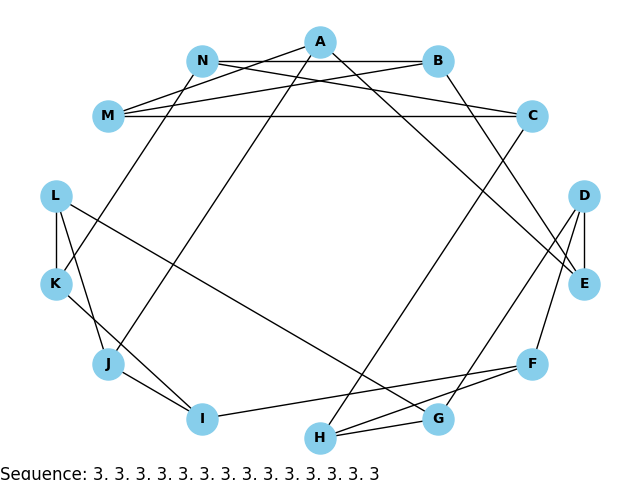 A
N B
M C
L D
K E
J F
I G
H
Sequence: 3, 3, 3, 3, 3, 3, 3, 3, 3, 3, 3, 3, 3, 3